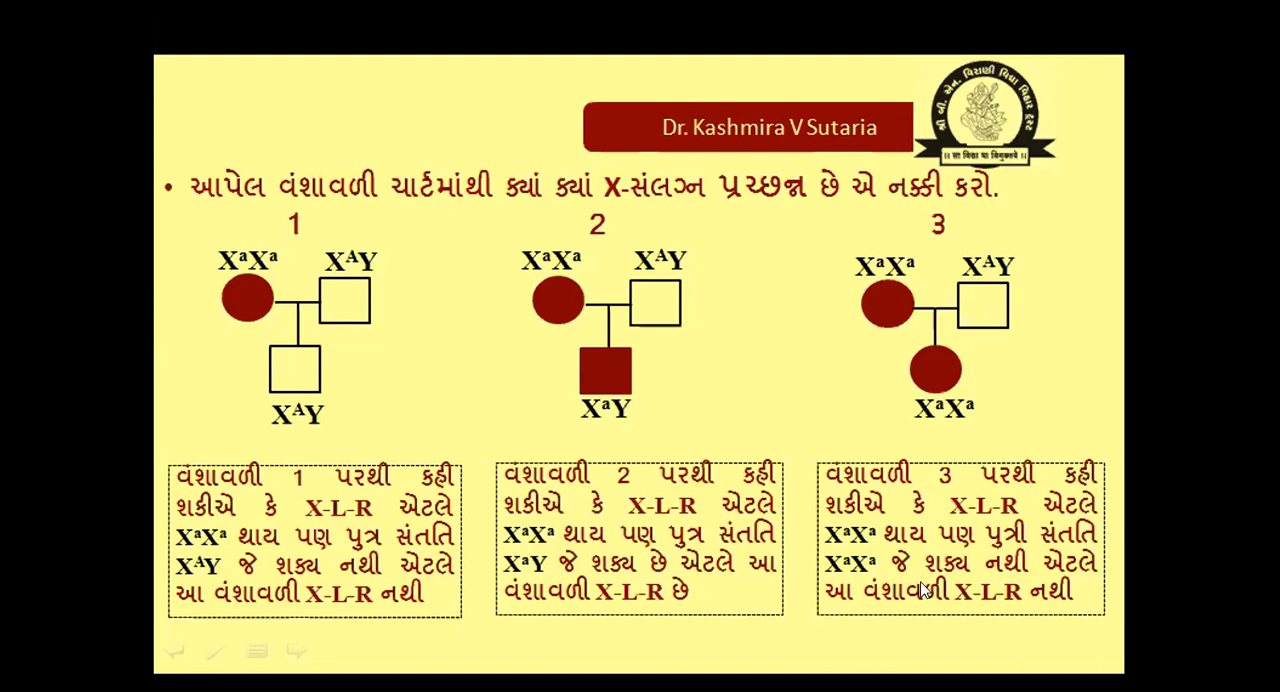 Dr. Kashmira V Sutaria
શ્રી બી. એન. વિરાણી વિદ્યા વિહાર ટ્રસ્ટ
|| सा विद्या या विमुक्तये ||
• આપેલ વંશાવળી ચાર્ટમાંથી ક્યાં ક્યાં X-સંલગ્ન પ્રચ્છન્ન છે એ નક્કી કરો.
1 2 3
XᵃXᵃ XᴬY XᵃXᵃ XᴬY XᵃXᵃ XᴬY
XᴬY XᵃY XᵃXᵃ
વંશાવળી 1 પરથી કહી
શકીએ કે X-L-R એટલે
XᵃXᵃ થાય પણ પુત્ર સંતતિ
XᴬY જે શક્ય નથી એટલે
આ વંશાવળી X-L-R નથી
વંશાવળી 2 પરથી કહી
શકીએ કે X-L-R એટલે
XᵃXᵃ થાય પણ પુત્ર સંતતિ
XᵃY જે શક્ય છે એટલે આ
વંશાવળી X-L-R છે
વંશાવળી 3 પરથી કહી
શકીએ કે X-L-R એટલે
XᵃXᵃ થાય પણ પુત્રી સંતતિ
XᵃXᵃ જે શક્ય નથી એટલે
આ વંશાવળી X-L-R નથી